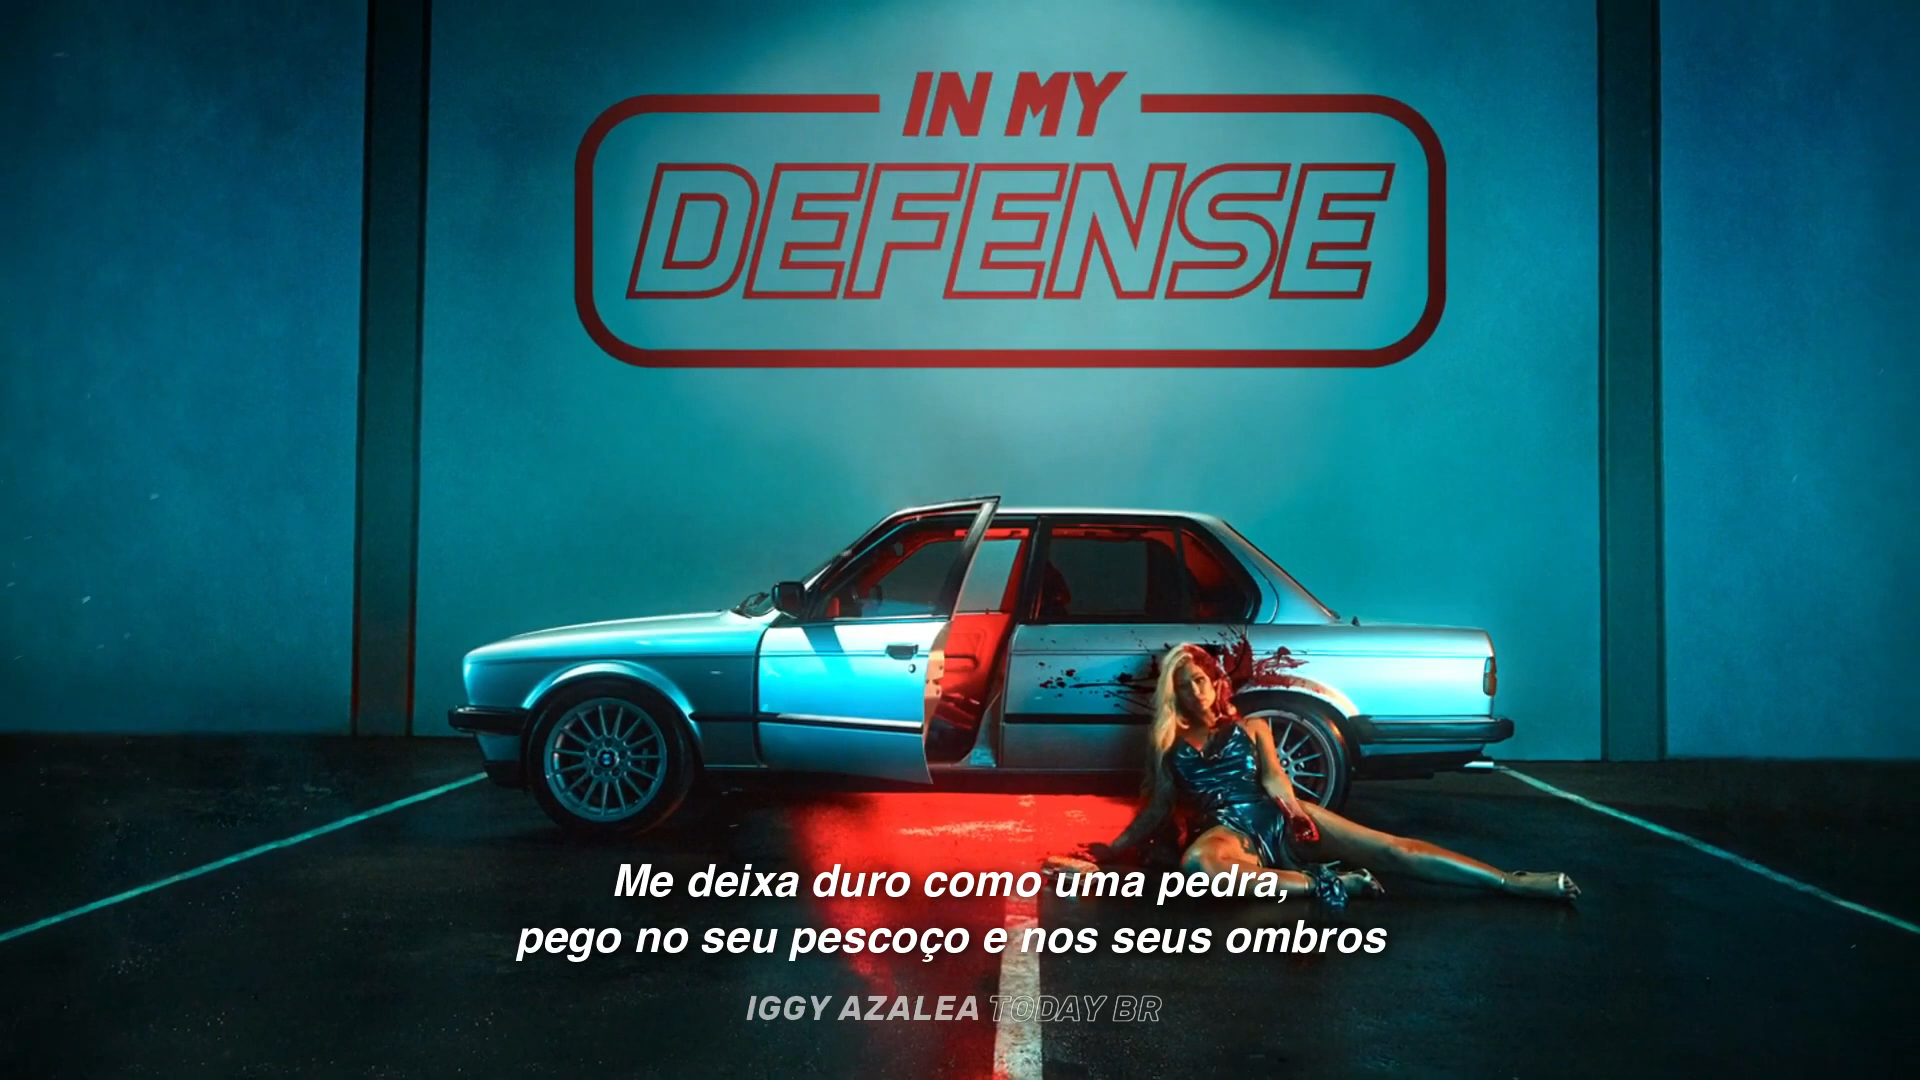 IN MY
DEFENSE
Me deixa duro como uma pedra,
pego no seu pescoço e nos seus ombros
IGGY AZALEA TODAY BR